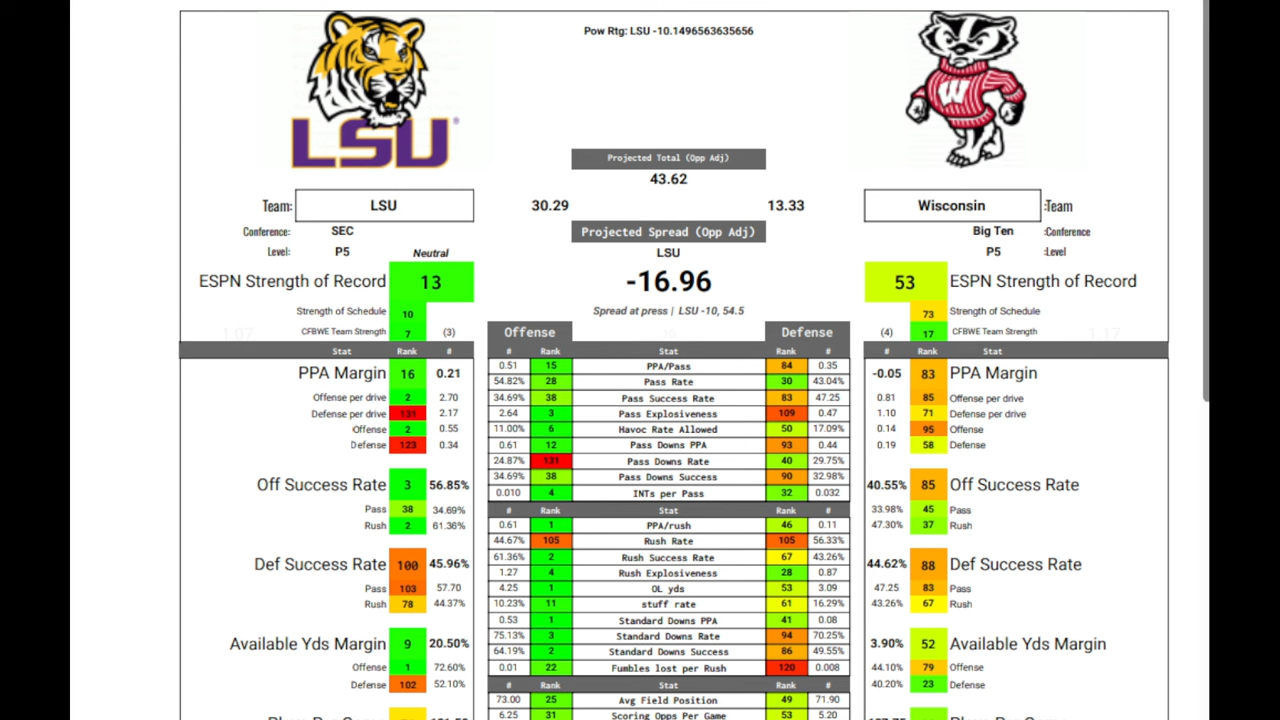 Pow Rtg: LSU -10.1496563635656
LSU
W
Projected Total (Opp Adj)
43.62
Team: LSU 30.29 13.33 Wisconsin :Team
Projected Spread (Opp Adj)
Conference: SEC Big Ten :Conference
Level: P5 Neutral LSU P5 :Level
ESPN Strength of Record 13 -16.96 53 ESPN Strength of Record
Strength of Schedule 10 Spread at press | LSU -10, 54.5 73 Strength of Schedule
1.07 CFBWE Team Strength 7 (3) Offense 10 Defense (4) 17 CFBWE Team Strength 1.17
Stat Rank # # Rank Stat Rank # # Rank Stat
0.51 15 PPA/Pass 84 0.35
PPA Margin 16 0.21 -0.05 83 PPA Margin
54.82% 28 Pass Rate 30 43.04%
Offense per drive 2 2.70 34.69% 38 Pass Success Rate 83 47.25 0.81 85 Offense per drive
Defense per drive 131 2.17 2.64 3 Pass Explosiveness 109 0.47 1.10 71 Defense per drive
Offense 2 0.55 11.00% 6 Havoc Rate Allowed 50 17.09% 0.14 95 Offense
Defense 123 0.34 0.61 12 Pass Downs PPA 93 0.44 0.19 58 Defense
24.87% 131 Pass Downs Rate 40 29.75%
34.69% 38 Pass Downs Success 90 32.98%
Off Success Rate 3 56.85% 40.55% 85 Off Success Rate
0.010 4 INTs per Pass 32 0.032
Pass 38 34.69% # Rank Stat Rank # 33.98% 45 Pass
Rush 2 61.36% 0.61 1 PPA/rush 46 0.11 47.30% 37 Rush
44.67% 105 Rush Rate 105 56.33%
61.36% 2 Rush Success Rate 67 43.26%
Def Success Rate 100 45.96% 44.62% 88 Def Success Rate
1.27 4 Rush Explosiveness 28 0.87
Pass 103 57.70 4.25 1 OL yds 53 3.09 47.25 83 Pass
Rush 78 44.37% 10.23% 11 stuff rate 61 16.29% 43.26% 67 Rush
0.53 1 Standard Downs PPA 41 0.08
75.13% 3 Standard Downs Rate 94 70.25%
Available Yds Margin 9 20.50% 3.90% 52 Available Yds Margin
64.19% 2 Standard Downs Success 86 49.55%
Offense 1 72.60% 0.01 22 Fumbles lost per Rush 120 0.008 44.10% 79 Offense
Defense 102 52.10% # Rank Stat Rank # 40.20% 23 Defense
73.00 25 Avg Field Position 49 71.90
6.25 31 Scoring Opps Per Game 53 5.20